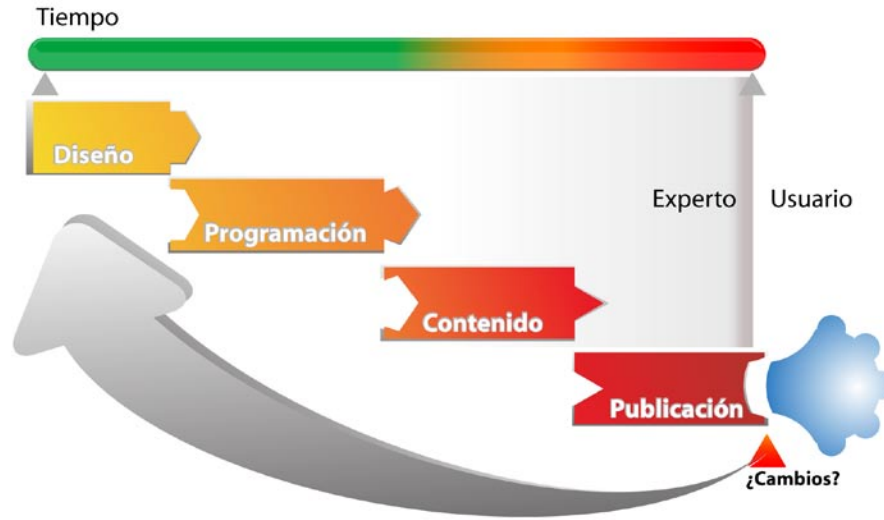 Tiempo
Diseño
Programación
Experto
Usuario
Contenido
Publicación
¿Cambios?